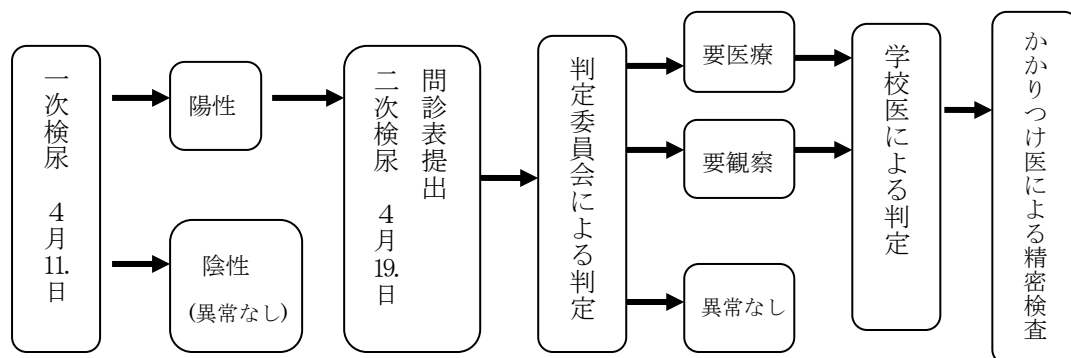 一次検尿 4月11.日
陽性
陰性
(異常なし)
問診表提出
二次検尿 4月19.日
判定委員会による判定
要医療
要観察
異常なし
学校医による判定
かかりつけ医による精密検査